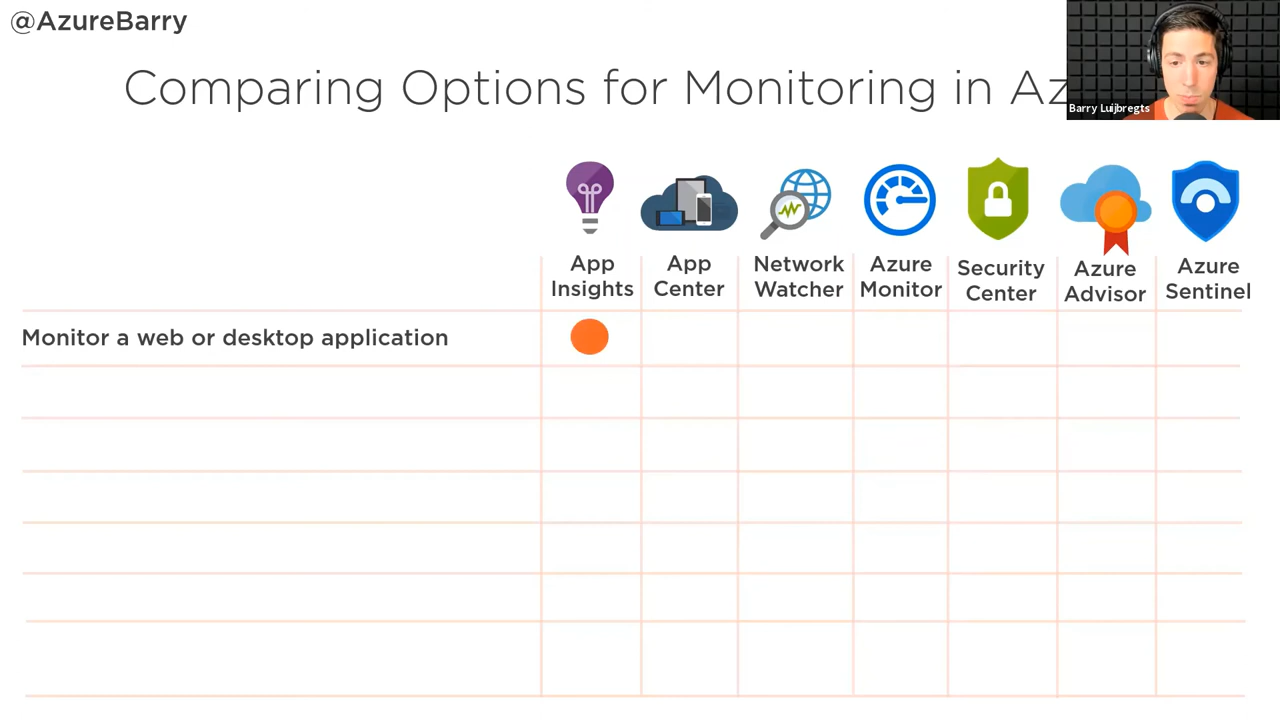 @AzureBarry
Comparing Options for Monitoring in Az
Barry Luijbregts
App
Insights
App
Center
Network
Watcher
Azure
Monitor
Security
Center
Azure
Advisor
Azure
Sentinel
Monitor a web or desktop application